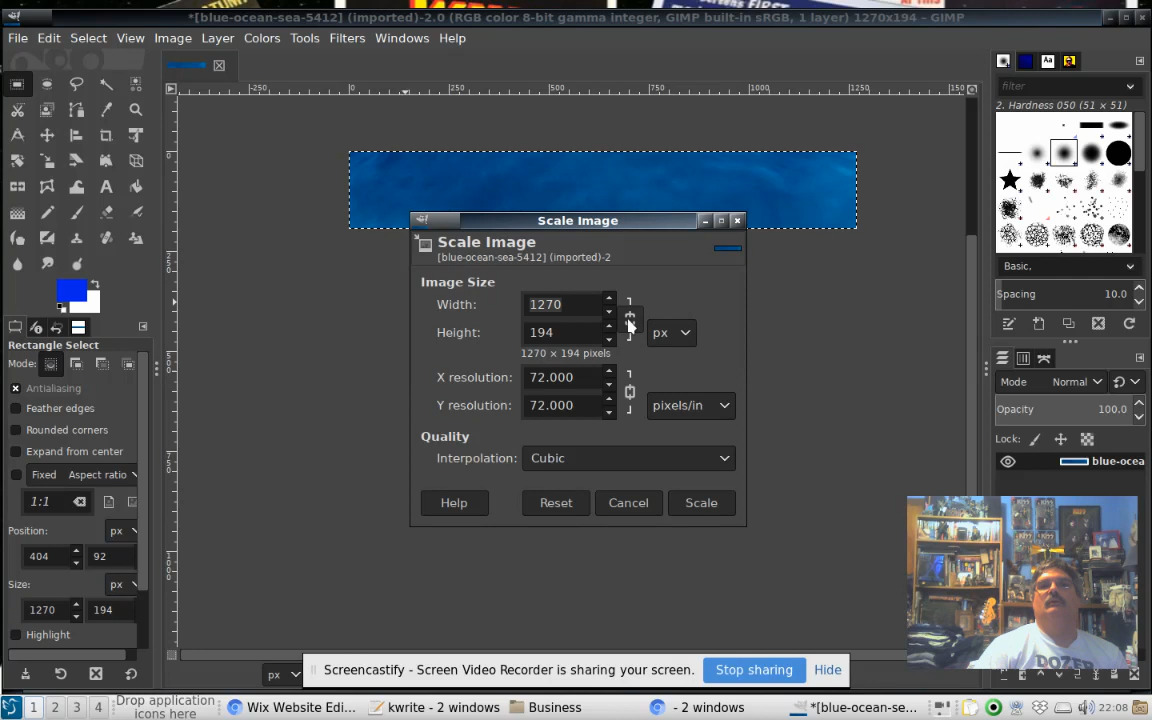 *[blue-ocean-sea-5412] (imported)-2.0 (RGB color 8-bit gamma integer, GIMP built-in sRGB, 1 layer) 1270x194 – GIMP
File Edit Select View Image Layer Colors Tools Filters Windows Help
-250 0 250 500 750 1000 1250 150
filter
2. Hardness 050 (51 × 51)
Scale Image
Scale Image
[blue-ocean-sea-5412] (imported)-2
Image Size
Width: 1270
Height: 194 px
1270 × 194 pixels
X resolution: 72.000
Y resolution: 72.000 pixels/in
Quality
Interpolation: Cubic
Help Reset Cancel Scale
Basic,
Spacing 10.0
Rectangle Select
Mode:
Antialiasing
Feather edges
Rounded corners
Expand from center
Fixed Aspect ratio
1:1
Position: px
404 92
Size: px
1270 194
Highlight
Mode Normal
Opacity 100.0
Lock:
blue-ocea
DOZER
px
Screencastify - Screen Video Recorder is sharing your screen. Stop sharing Hide
1 2 3 4 Drop application icons here Wix Website Edi... kwrite - 2 windows Business - 2 windows *[blue-ocean-se... 22:08